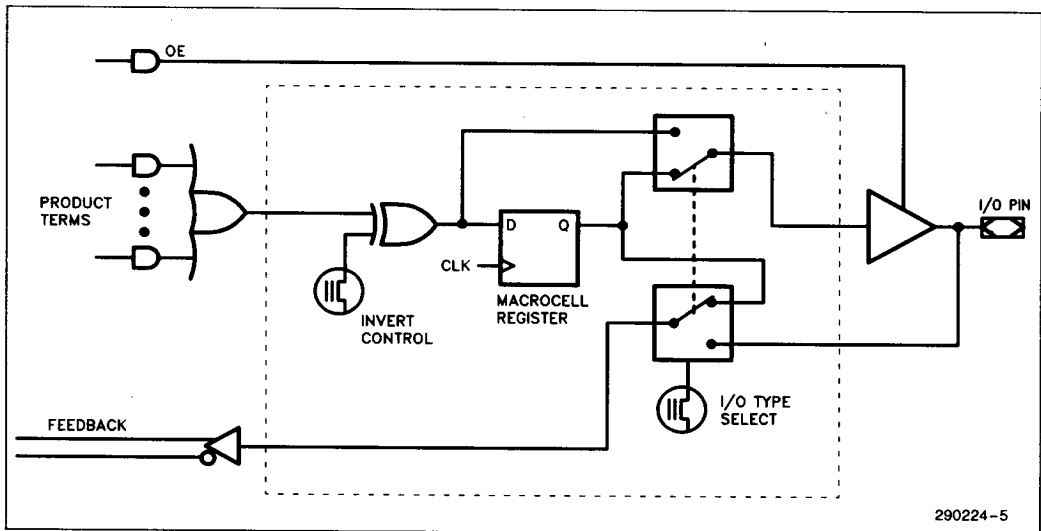 OE
PRODUCT
TERMS
I/O PIN
D
Q
CLK
MACROCELL
REGISTER
INVERT
CONTROL
I/O TYPE
SELECT
FEEDBACK
290224-5